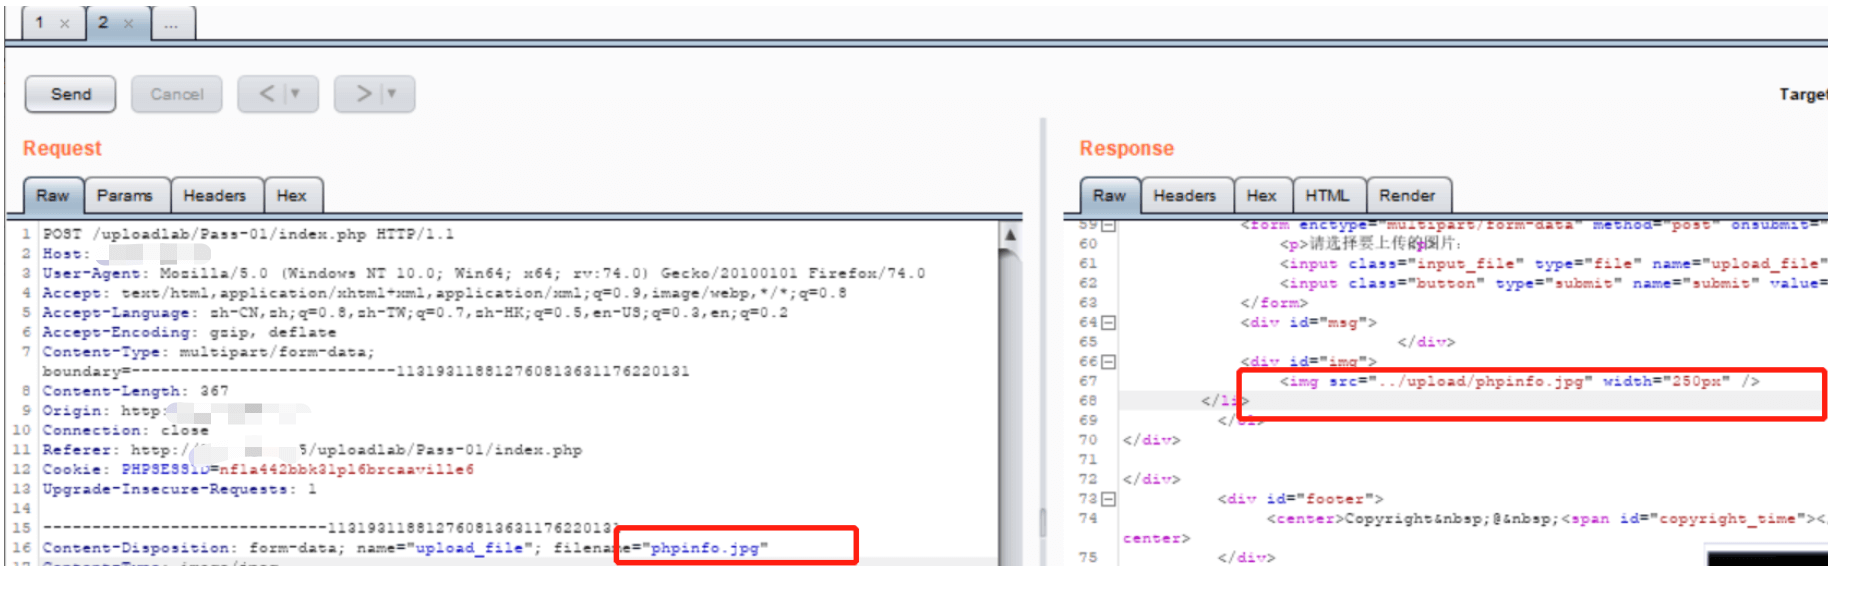 1 × 2 × ...
Send Cancel < ▼ > ▼
Target
Request
Raw Params Headers Hex
1 POST /uploadlab/Pass-01/index.php HTTP/1.1
2 Host:
3 User-Agent: Mozilla/5.0 (Windows NT 10.0; Win64; x64; rv:74.0) Gecko/20100101 Firefox/74.0
4 Accept: text/html,application/xhtml+xml,application/xml;q=0.9,image/webp,*/*;q=0.8
5 Accept-Language: zh-CN,zh;q=0.8,zh-TW;q=0.7,zh-HK;q=0.5,en-US;q=0.3,en;q=0.2
6 Accept-Encoding: gzip, deflate
7 Content-Type: multipart/form-data;
boundary=---------------------------113193118812760813631176220131
8 Content-Length: 367
9 Origin: http:
10 Connection: close
11 Referer: http:/ 5/uploadlab/Pass-01/index.php
12 Cookie: PHPSESSID=nfla442bbk31pl6brcaaville6
13 Upgrade-Insecure-Requests: 1
14
15 -----------------------------113193118812760813631176220131
16 Content-Disposition: form-data; name="upload_file"; filename="phpinfo.jpg"
17 Content-Type: image/jpeg
Response
Raw Headers Hex HTML Render
59 <form enctype="multipart/form-data" method="post" onsubmit="
60 <p>请选择要上传的图片:
61 <input class="input_file" type="file" name="upload_file"
62 <input class="button" type="submit" name="submit" value=
63 </form>
64 <div id="msg">
65 </div>
66 <div id="img">
67 <img src="../upload/phpinfo.jpg" width="250px" />
68 </li>
69 </ol>
70 </div>
71
72 </div>
73 <div id="footer">
74 <center>Copyright&nbsp;@&nbsp;<span id="copyright_time"></
center>
75 </div>